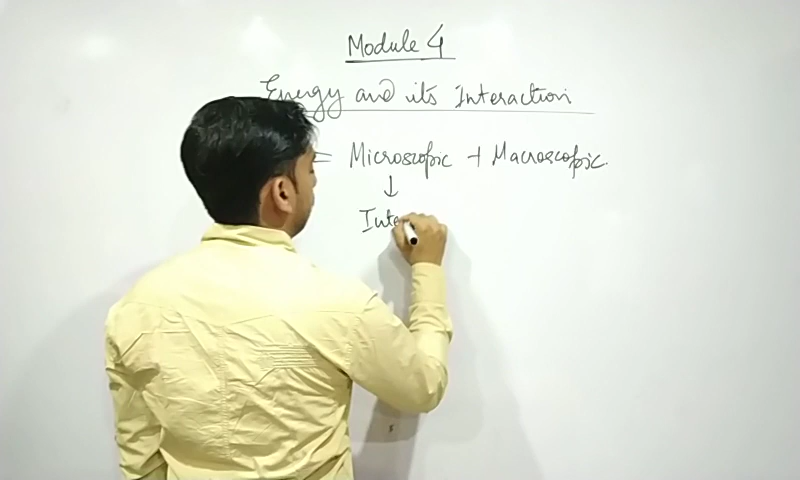 Module 4
Energy and its Interaction
= Microscopic + Macroscopic
↓
Inte